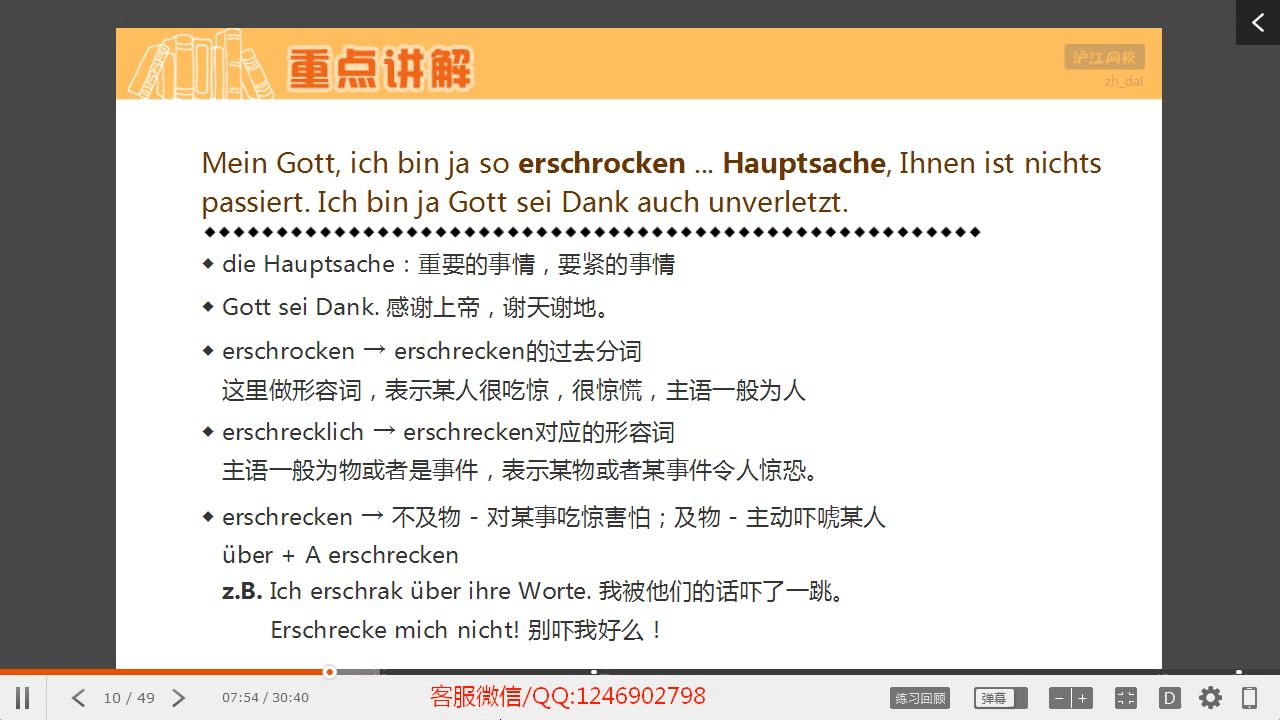 重点讲解
沪江网校
zh_dai
Mein Gott, ich bin ja so erschrocken ... Hauptsache, Ihnen ist nichts
passiert. Ich bin ja Gott sei Dank auch unverletzt.
◆ die Hauptsache：重要的事情，要紧的事情
◆ Gott sei Dank. 感谢上帝，谢天谢地。
◆ erschrocken → erschrecken的过去分词
这里做形容词，表示某人很吃惊，很惊慌，主语一般为人
◆ erschrecklich → erschrecken对应的形容词
主语一般为物或者是事件，表示某物或者某事件令人惊恐。
◆ erschrecken → 不及物 - 对某事吃惊害怕；及物 - 主动吓唬某人
über + A erschrecken
z.B. Ich erschrak über ihre Worte. 我被他们的话吓了一跳。
Erschrecke mich nicht! 别吓我好么！
10 / 49 07:54 / 30:40 客服微信/QQ:1246902798 练习回顾 弹幕 D